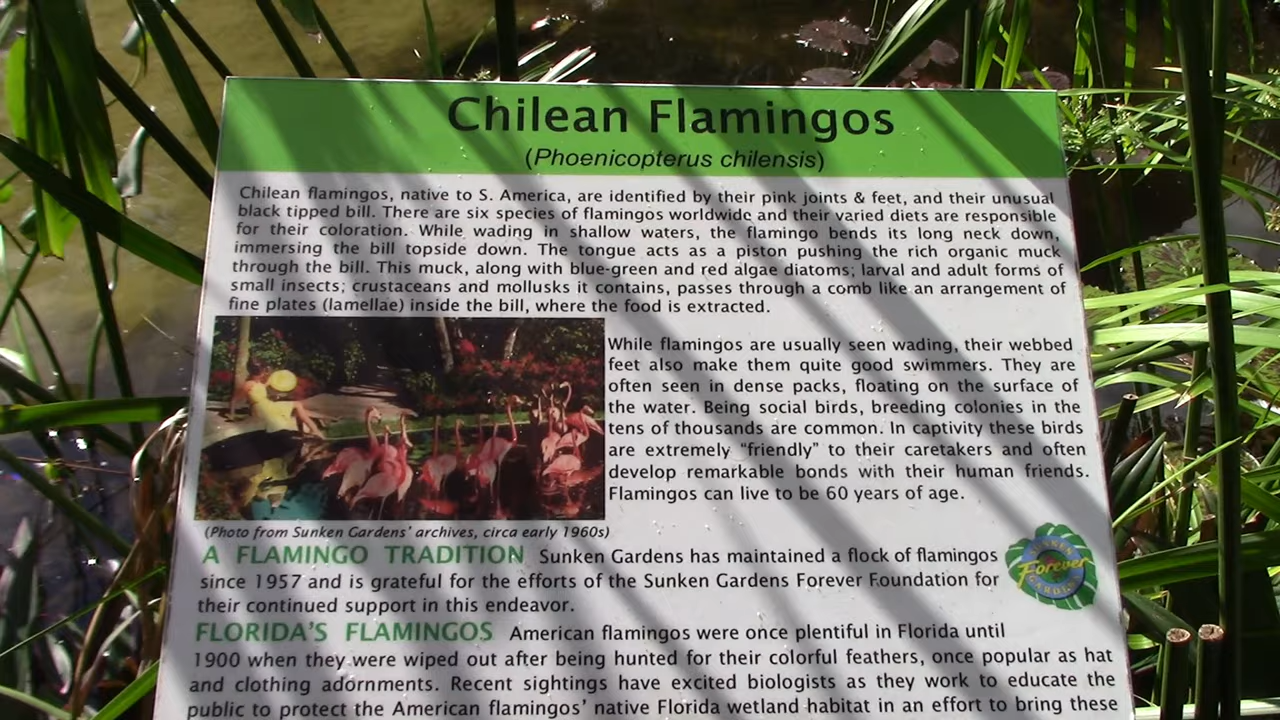 Chilean Flamingos
(Phoenicopterus chilensis)
Chilean flamingos, native to S. America, are identified by their pink joints & feet, and their unusual
black tipped bill. There are six species of flamingos worldwide and their varied diets are responsible
for their coloration. While wading in shallow waters, the flamingo bends its long neck down,
immersing the bill topside down. The tongue acts as a piston pushing the rich organic muck
through the bill. This muck, along with blue-green and red algae diatoms; larval and adult forms of
small insects; crustaceans and mollusks it contains, passes through a comb like an arrangement of
fine plates (lamellae) inside the bill, where the food is extracted.
While flamingos are usually seen wading, their webbed
feet also make them quite good swimmers. They are
often seen in dense packs, floating on the surface of
the water. Being social birds, breeding colonies in the
tens of thousands are common. In captivity these birds
are extremely “friendly” to their caretakers and often
develop remarkable bonds with their human friends.
Flamingos can live to be 60 years of age.
(Photo from Sunken Gardens’ archives, circa early 1960s)
A FLAMINGO TRADITION Sunken Gardens has maintained a flock of flamingos
since 1957 and is grateful for the efforts of the Sunken Gardens Forever Foundation for
their continued support in this endeavor.
SUNKEN
Forever
GARDENS
FLORIDA’S FLAMINGOS American flamingos were once plentiful in Florida until
1900 when they were wiped out after being hunted for their colorful feathers, once popular as hat
and clothing adornments. Recent sightings have excited biologists as they work to educate the
public to protect the American flamingos’ native Florida wetland habitat in an effort to bring these